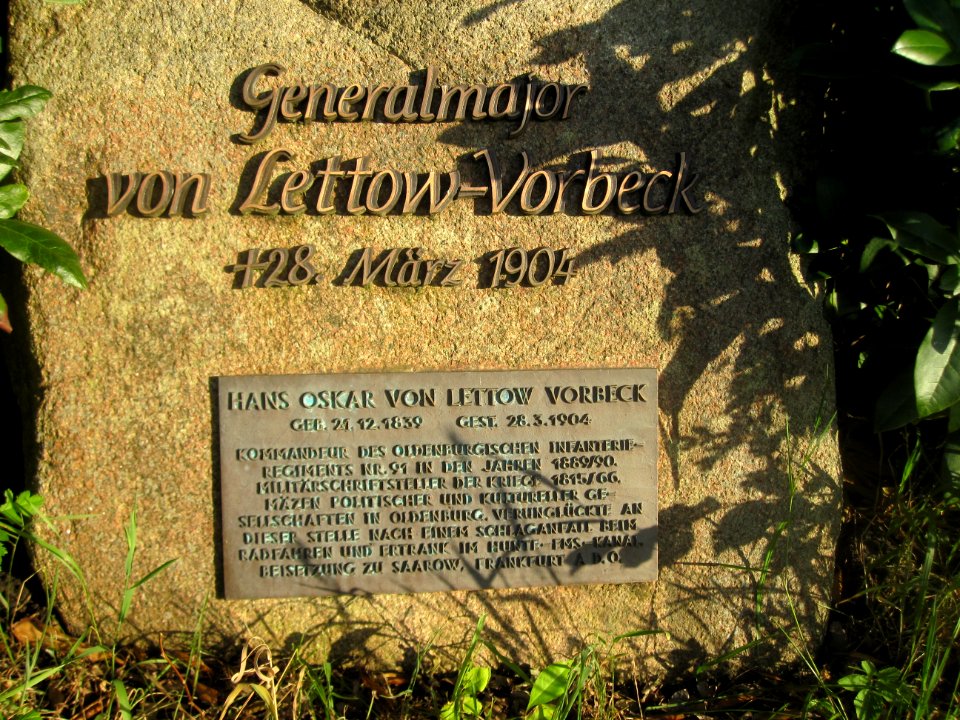 Generalmajor
von Lettow-Vorbeck
†28. März 1904
HANS OSKAR VON LETTOW VORBECK
GEB. 21.12.1839 GEST. 28.3.1904
KOMMANDEUR DES OLDENBURGISCHEN INFANTERIE-
REGIMENTS NR. 91 IN DEN JAHREN 1889/90.
MILITÄRSCHRIFTSTELLER DER KRIEGE 1815/66.
MÄZEN POLITISCHER UND KULTURELLER GE-
SELLSCHAFTEN IN OLDENBURG. VERUNGLÜCKTE AN
DIESER STELLE NACH EINEM SCHLAGANFALL BEIM
RADFAHREN UND ERTRANK IM HUNTE-EMS-KANAL.
BEISETZUNG ZU SAAROW, FRANKFURT A.D.O.